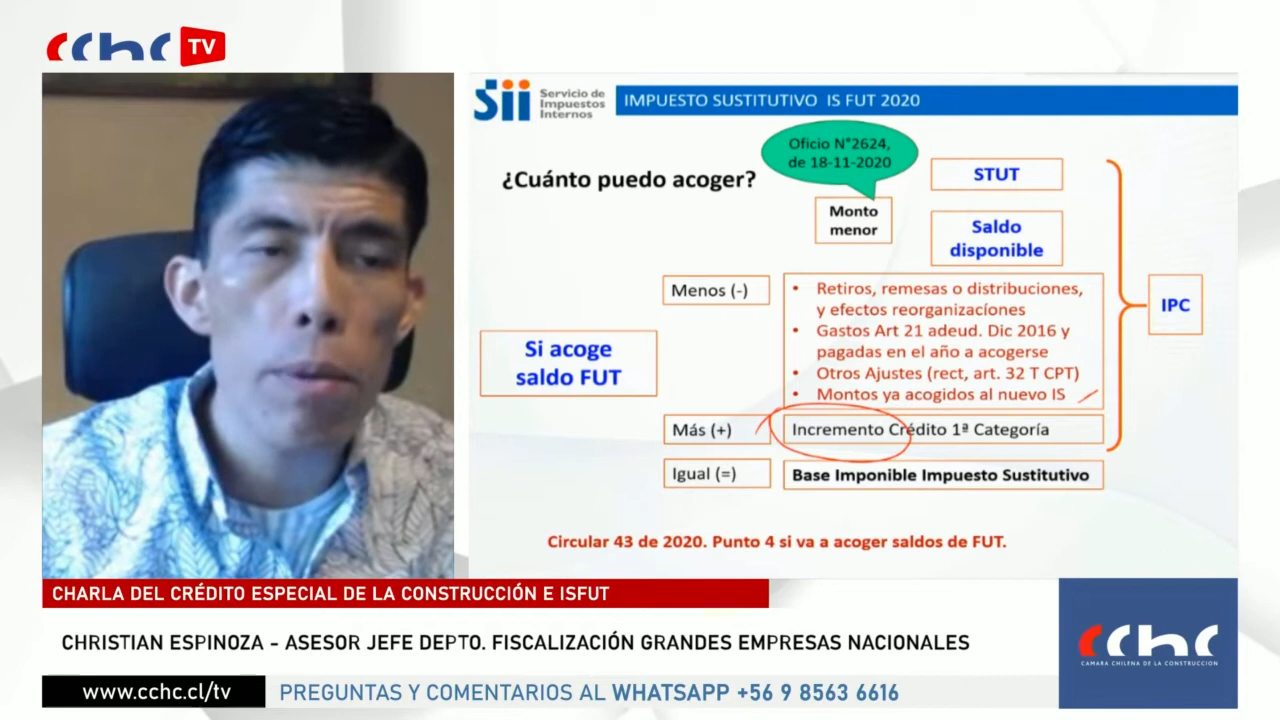 cchc TV
Sii Servicio de
Impuestos
Internos
IMPUESTO SUSTITUTIVO IS FUT 2020
Oficio N°2624,
de 18-11-2020
¿Cuánto puedo acoger?
STUT
Monto
menor
Saldo
disponible
Menos (-)
• Retiros, remesas o distribuciones,
y efectos reorganizaciones
• Gastos Art 21 adeud. Dic 2016 y
pagadas en el año a acogerse
• Otros Ajustes (rect, art. 32 T CPT)
• Montos ya acogidos al nuevo IS
IPC
Si acoge
saldo FUT
Más (+)
Incremento Crédito 1ª Categoría
Igual (=)
Base Imponible Impuesto Sustitutivo
Circular 43 de 2020. Punto 4 si va a acoger saldos de FUT.
CHARLA DEL CRÉDITO ESPECIAL DE LA CONSTRUCCIÓN E ISFUT
CHRISTIAN ESPINOZA - ASESOR JEFE DEPTO. FISCALIZACIÓN GRANDES EMPRESAS NACIONALES
cchc
CAMARA CHILENA DE LA CONSTRUCCION
www.cchc.cl/tv
PREGUNTAS Y COMENTARIOS AL WHATSAPP +56 9 8563 6616